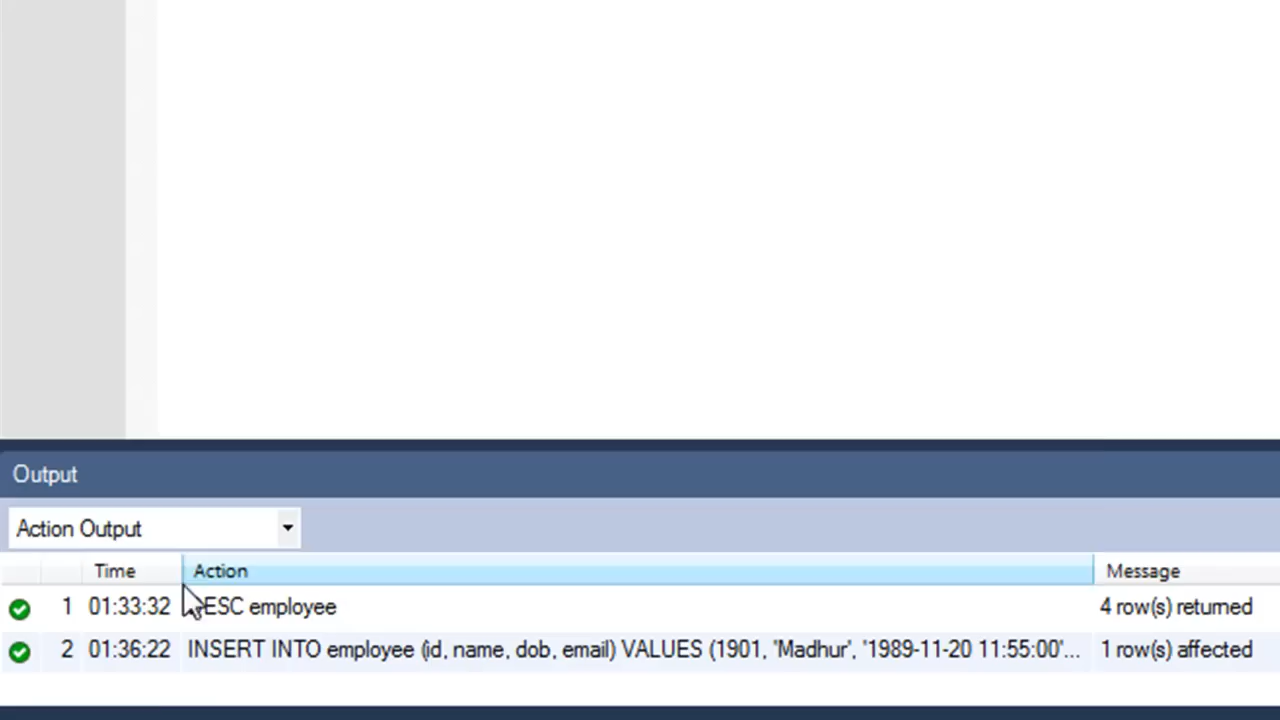 Output
Action Output
Time Action Message
1 01:33:32 ESC employee 4 row(s) returned
2 01:36:22 INSERT INTO employee (id, name, dob, email) VALUES (1901, 'Madhur', '1989-11-20 11:55:00'... 1 row(s) affected